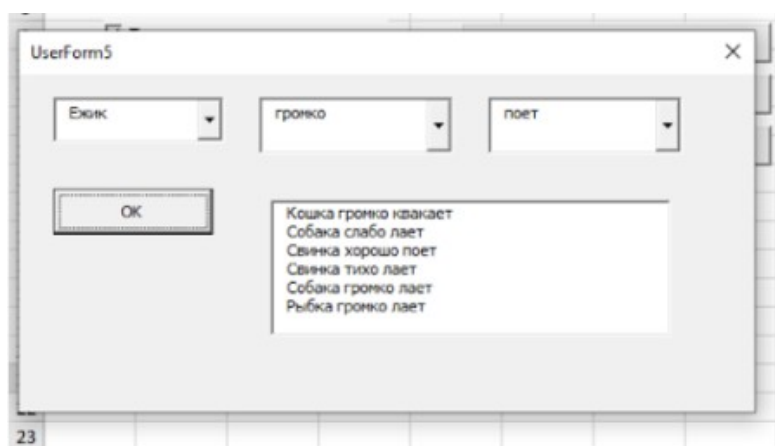 UserForm5
Ежик
громко
поет
OK
Кошка громко квакает
Собака слабо лает
Свинка хорошо поет
Свинка тихо лает
Собака громко лает
Рыбка громко лает
23